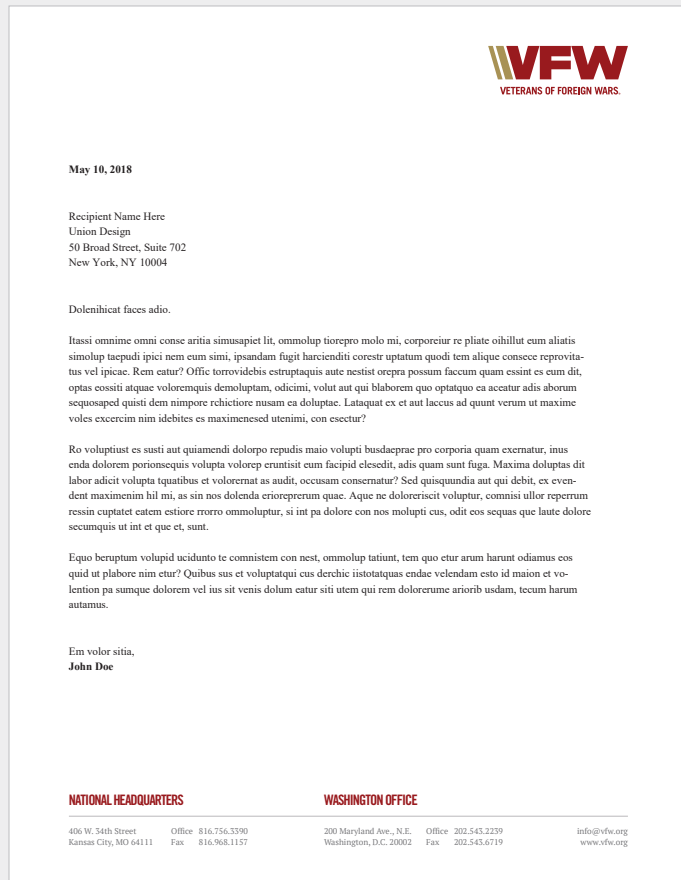 VFW
VETERANS OF FOREIGN WARS.
May 10, 2018
Recipient Name Here
Union Design
50 Broad Street, Suite 702
New York, NY 10004
Dolenihicat faces adio.
Itassi omnime omni conse aritia simusapiet lit, ommolup tiorepro molo mi, corporeiur re pliate oihillut eum aliatis
simolup taepudi ipici nem eum simi, ipsandam fugit harcienditi corestr uptatum quodi tem alique consece reprovita-
tus vel ipicae. Rem eatur? Offic torrovidebis estruptaquis aute nestist orepra possum faccum quam essint es eum dit,
optas eossiti atquae voloremquis demoluptam, odicimi, volut aut qui blaborem quo optatquo ea aceatur adis aborum
sequosaped quisti dem nimpore rchictiore nusam ea doluptae. Lataquat ex et aut laccus ad quunt verum ut maxime
voles excercim nim idebites es maximenesed utenimi, con esectur?
Ro voluptiust es susti aut quiamendi dolorpo repudis maio volupti busdaeprae pro corporia quam exernatur, inus
enda dolorem porionsequis volupta volorep eruntisit eum facipid elesedit, adis quam sunt fuga. Maxima doluptas dit
labor adicit volupta tquatibus et volorernat as audit, occusam consernatur? Sed quisquundia aut qui debit, ex even-
dent maximenim hil mi, as sin nos dolenda erioreprerum quae. Aque ne doloreriscit voluptur, comnisi ullor reperrum
ressin cuptatet eatem estiore rrorro ommoluptur, si int pa dolore con nos molupti cus, odit eos sequas que laute dolore
secumquis ut int et que et, sunt.
Equo beruptum volupid ucidunto te comnistem con nest, ommolup tatiunt, tem quo etur arum harunt odiamus eos
quid ut plabore nim etur? Quibus sus et voluptatqui cus derchic iistotatquas endae velendam esto id maion et vo-
lention pa sumque dolorem vel ius sit venis dolum eatur siti utem qui rem dolorerume ariorib usdam, tecum harum
autamus.
Em volor sitia,
John Doe
NATIONAL HEADQUARTERS
406 W. 34th Street Office 816.756.3390
Kansas City, MO 64111 Fax 816.968.1157
WASHINGTON OFFICE
200 Maryland Ave., N.E. Office 202.543.2239
Washington, D.C. 20002 Fax 202.543.6719
info@vfw.org
www.vfw.org